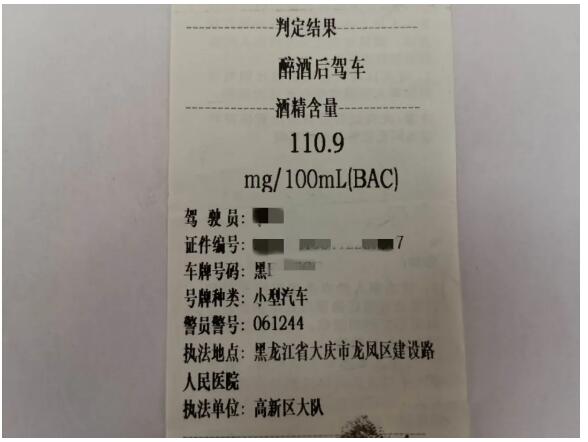 判定结果
醉酒后驾车
酒精含量
110.9
mg/100mL(BAC)
驾 驶 员:
证件编号: 7
车牌号码: 黑
号牌种类: 小型汽车
警员警号: 061244
执法地点: 黑龙江省大庆市龙凤区建设路
人民医院
执法单位: 高新区大队